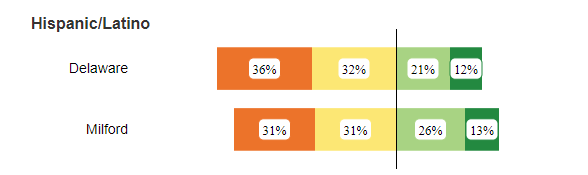 Hispanic/Latino
Delaware 36% 32% 21% 12%
Milford 31% 31% 26% 13%